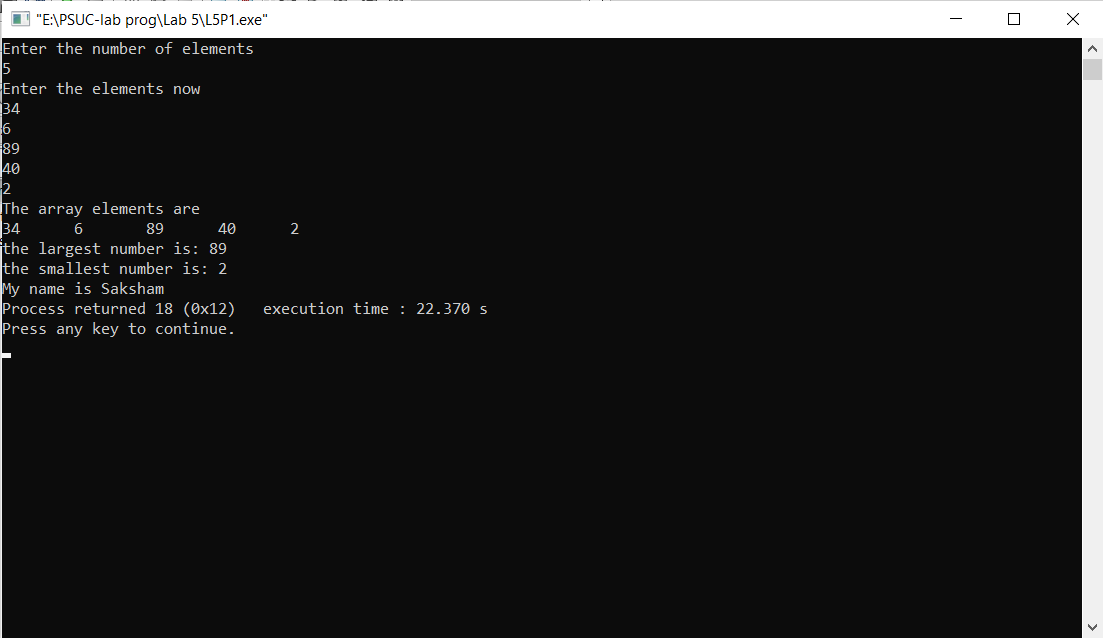 "E:\PSUC-lab prog\Lab 5\L5P1.exe"
Enter the number of elements
5
Enter the elements now
34
6
89
40
2
The array elements are
34      6       89      40      2
the largest number is: 89
the smallest number is: 2
My name is Saksham
Process returned 18 (0x12)   execution time : 22.370 s
Press any key to continue.